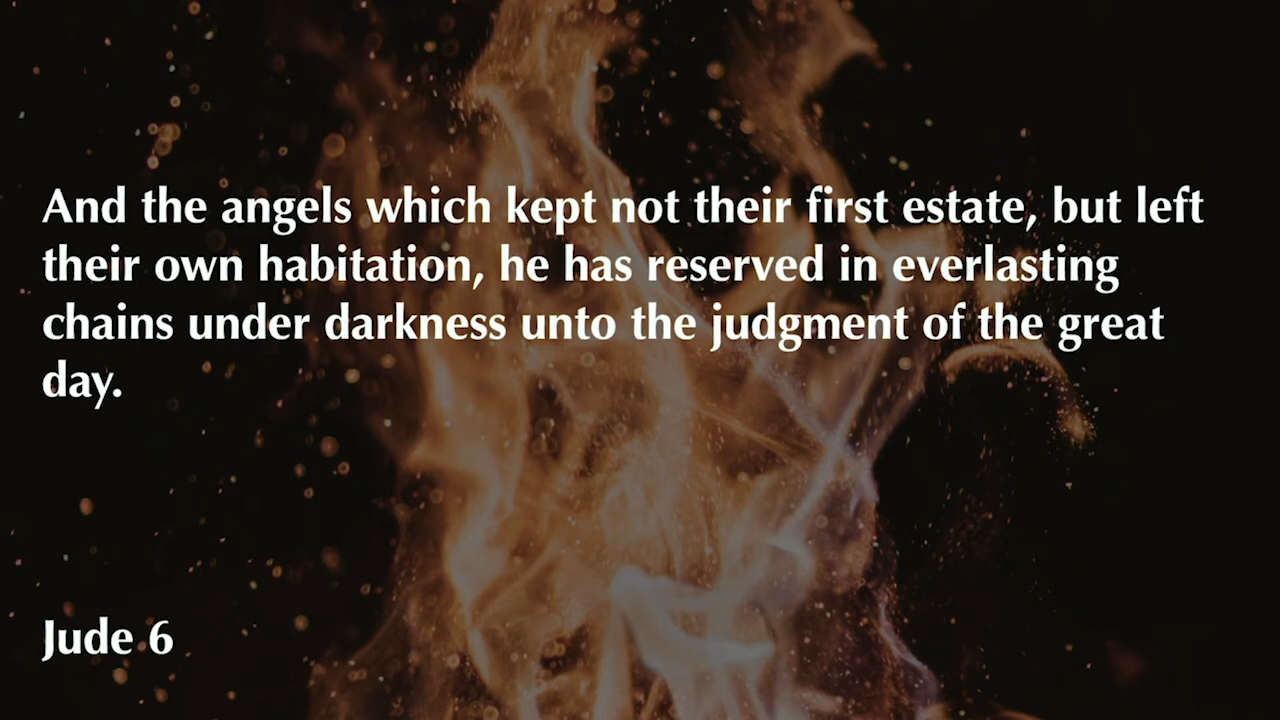 And the angels which kept not their first estate, but left
their own habitation, he has reserved in everlasting
chains under darkness unto the judgment of the great
day.
Jude 6